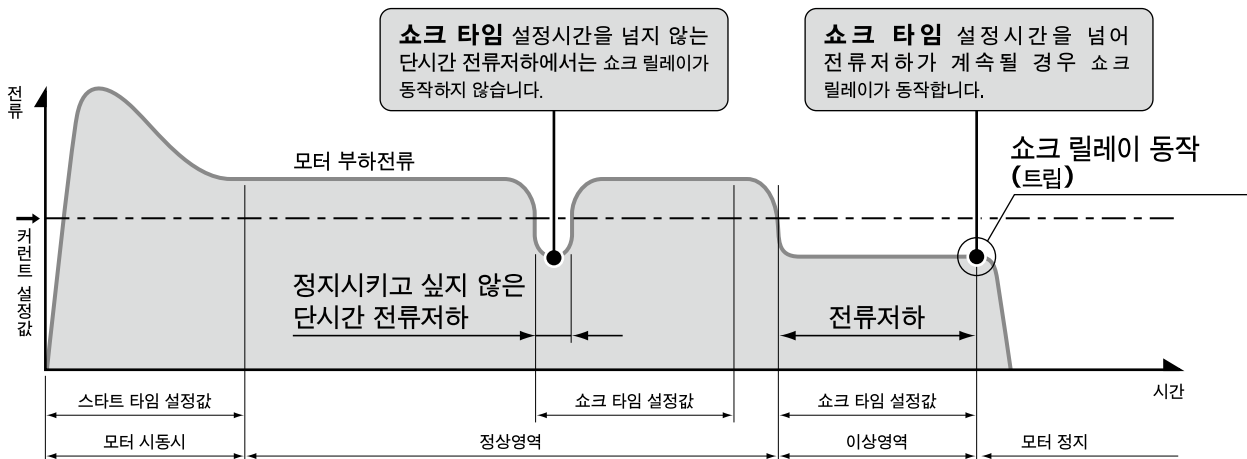 쇼크 타임 설정시간을 넘지 않는
단시간 전류저하에서는 쇼크 릴레이가
동작하지 않습니다.
쇼크 타임 설정시간을 넘어
전류저하가 계속될 경우 쇼크
릴레이가 동작합니다.
전류
모터 부하전류
쇼크 릴레이 동작
(트립)
커런트 설정값
정지시키고 싶지 않은
단시간 전류저하
전류저하
시간
스타트 타임 설정값
쇼크 타임 설정값
쇼크 타임 설정값
모터 시동시
정상영역
이상영역
모터 정지